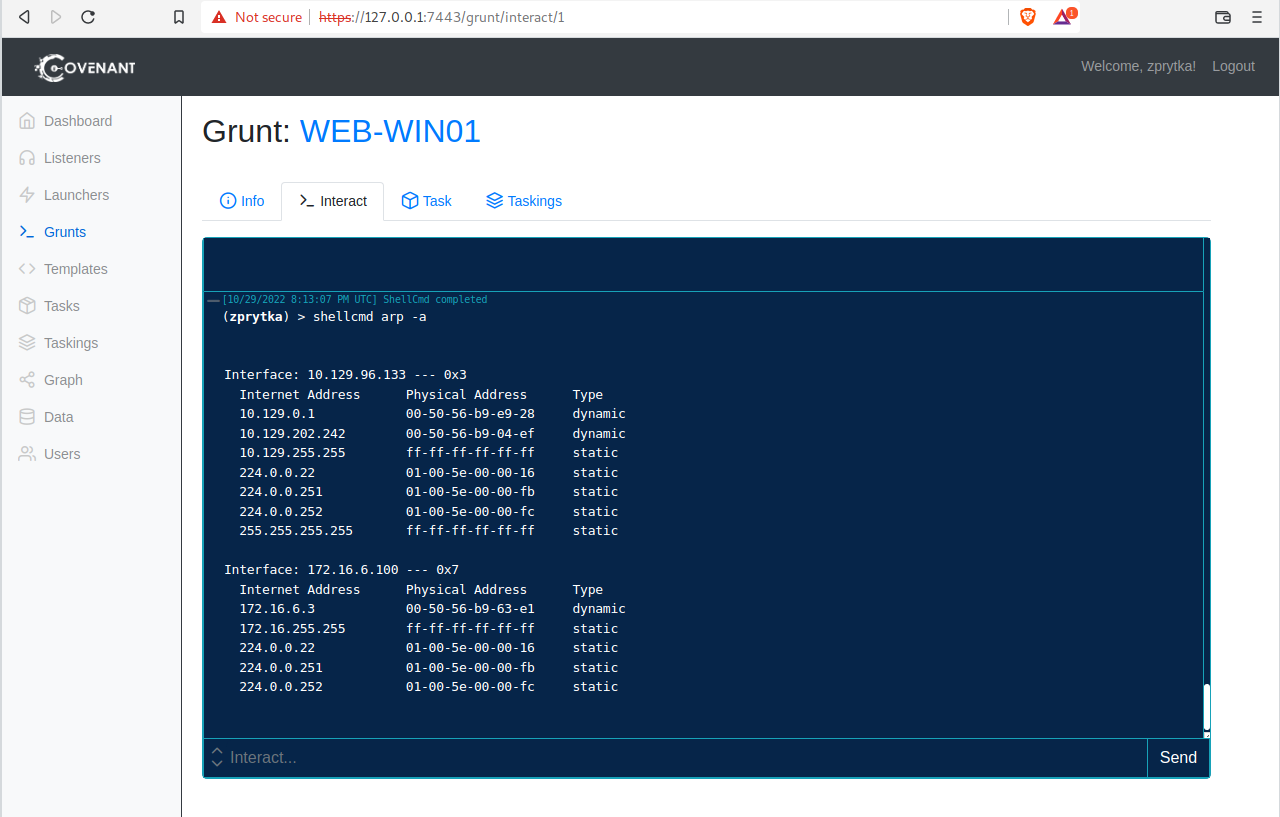 Not secure https://127.0.0.1:7443/grunt/interact/1 1
COVENANT Welcome, zprytka! Logout
Dashboard
Listeners
Launchers
Grunts
Templates
Tasks
Taskings
Graph
Data
Users
Grunt: WEB-WIN01
Info Interact Task Taskings
[10/29/2022 8:13:07 PM UTC] ShellCmd completed
(zprytka) > shellcmd arp -a
Interface: 10.129.96.133 --- 0x3
Internet Address Physical Address Type
10.129.0.1 00-50-56-b9-e9-28 dynamic
10.129.202.242 00-50-56-b9-04-ef dynamic
10.129.255.255 ff-ff-ff-ff-ff-ff static
224.0.0.22 01-00-5e-00-00-16 static
224.0.0.251 01-00-5e-00-00-fb static
224.0.0.252 01-00-5e-00-00-fc static
255.255.255.255 ff-ff-ff-ff-ff-ff static
Interface: 172.16.6.100 --- 0x7
Internet Address Physical Address Type
172.16.6.3 00-50-56-b9-63-e1 dynamic
172.16.255.255 ff-ff-ff-ff-ff-ff static
224.0.0.22 01-00-5e-00-00-16 static
224.0.0.251 01-00-5e-00-00-fb static
224.0.0.252 01-00-5e-00-00-fc static
Interact... Send